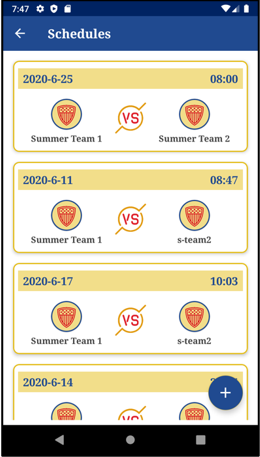 7:47
Schedules
2020-6-25 08:00
VS
Summer Team 1 Summer Team 2
2020-6-11 08:47
VS
Summer Team 1 s-team2
2020-6-17 10:03
VS
Summer Team 1 s-team2
2020-6-14
VS